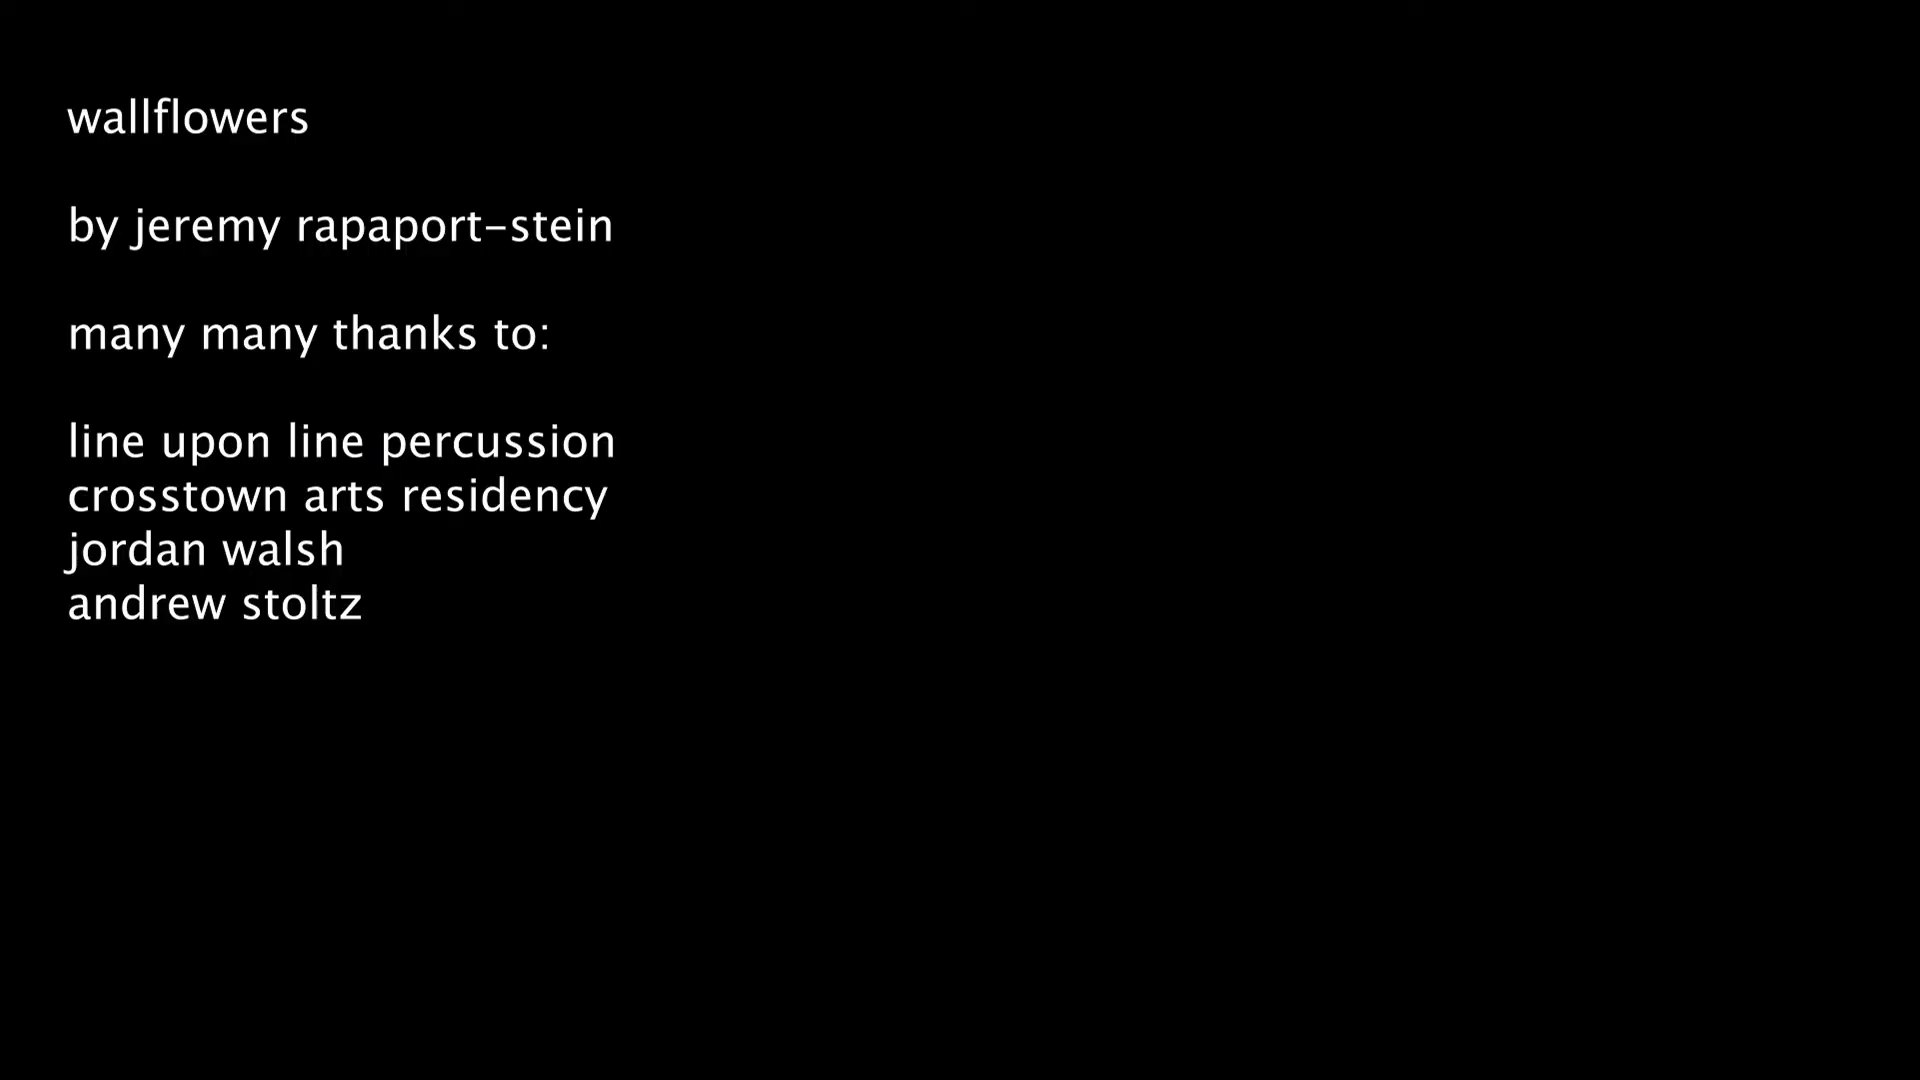 wallflowers
by jeremy rapaport-stein
many many thanks to:
line upon line percussion
crosstown arts residency
jordan walsh
andrew stoltz